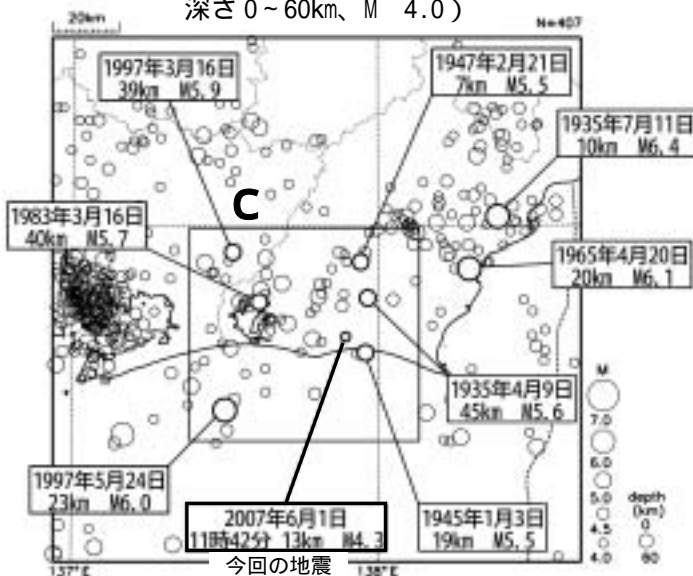 深さ0~60km、M 4.0)
20km
N=407
1997年3月16日
39km M5.9
1947年2月21日
7km M5.5
1935年7月11日
10km M6.4
C
1983年3月16日
40km M5.7
1965年4月20日
20km M6.1
1935年4月9日
45km M5.6
1997年5月24日
23km M6.0
2007年6月1日
11時42分 13km M4.3
今回の地震
1945年1月3日
19km M5.5
M
7.0
6.0
5.0
4.5
4.0
depth
(km)
0
60
137°E
138°E